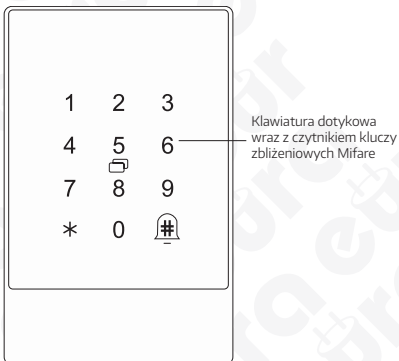 1 2 3
4 5 6
7 8 9
* 0 #
Klawiatura dotykowa
wraz z czytnikiem kluczy
zbliżeniowych Mifare